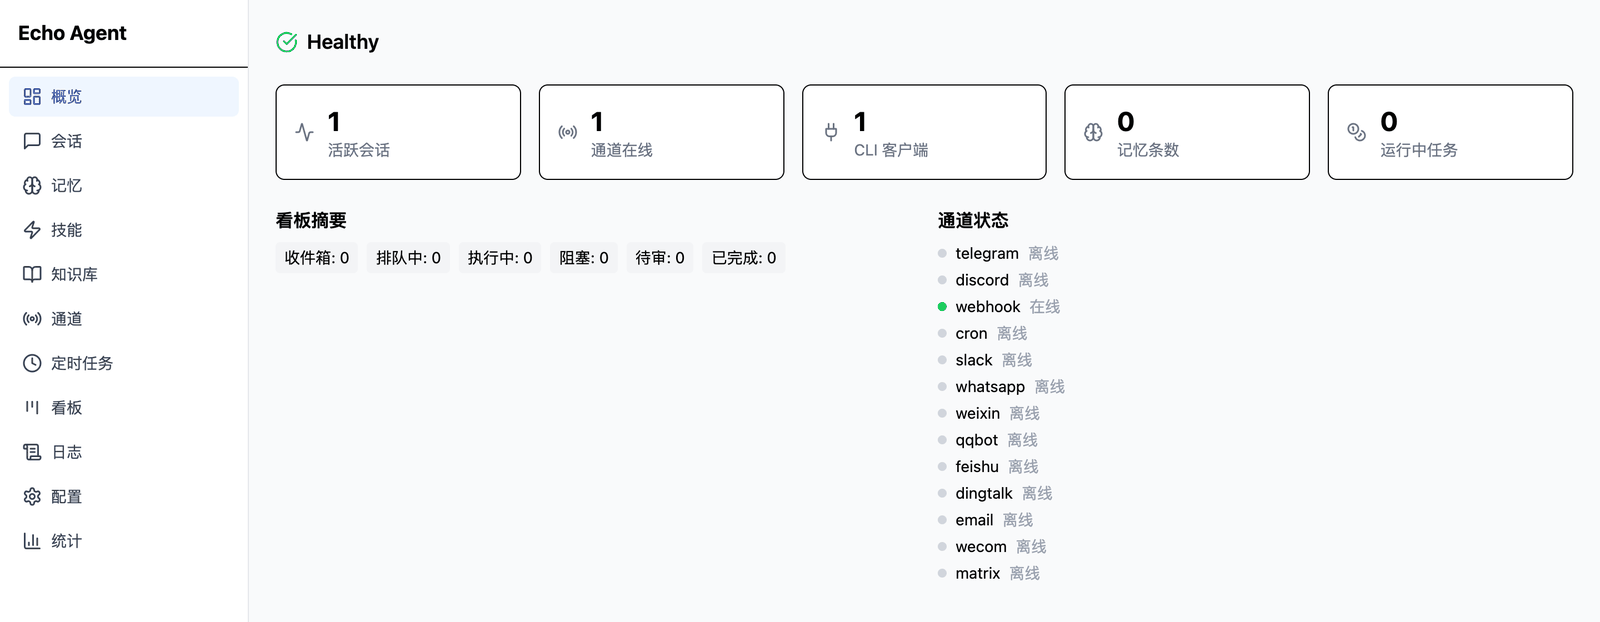 Echo Agent
概览
会话
记忆
技能
知识库
通道
定时任务
看板
日志
配置
统计
Healthy
1
活跃会话
1
通道在线
1
CLI 客户端
0
记忆条数
0
运行中任务
看板摘要
收件箱: 0 排队中: 0 执行中: 0 阻塞: 0 待审: 0 已完成: 0
通道状态
telegram 离线
discord 离线
webhook 在线
cron 离线
slack 离线
whatsapp 离线
weixin 离线
qqbot 离线
feishu 离线
dingtalk 离线
email 离线
wecom 离线
matrix 离线